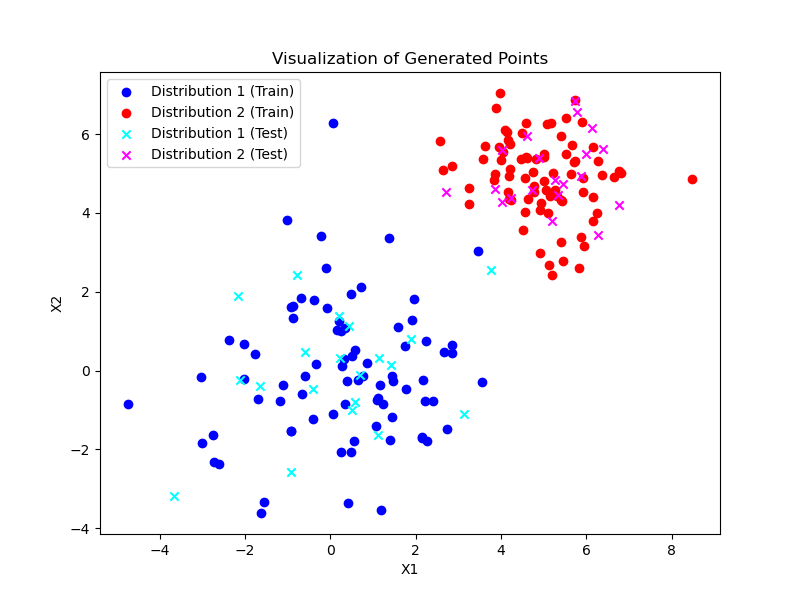 Visualization of Generated Points
Distribution 1 (Train)
Distribution 2 (Train)
Distribution 1 (Test)
Distribution 2 (Test)
6
4
2
0
−2
−4
X2
−4 −2 0 2 4 6 8
X1